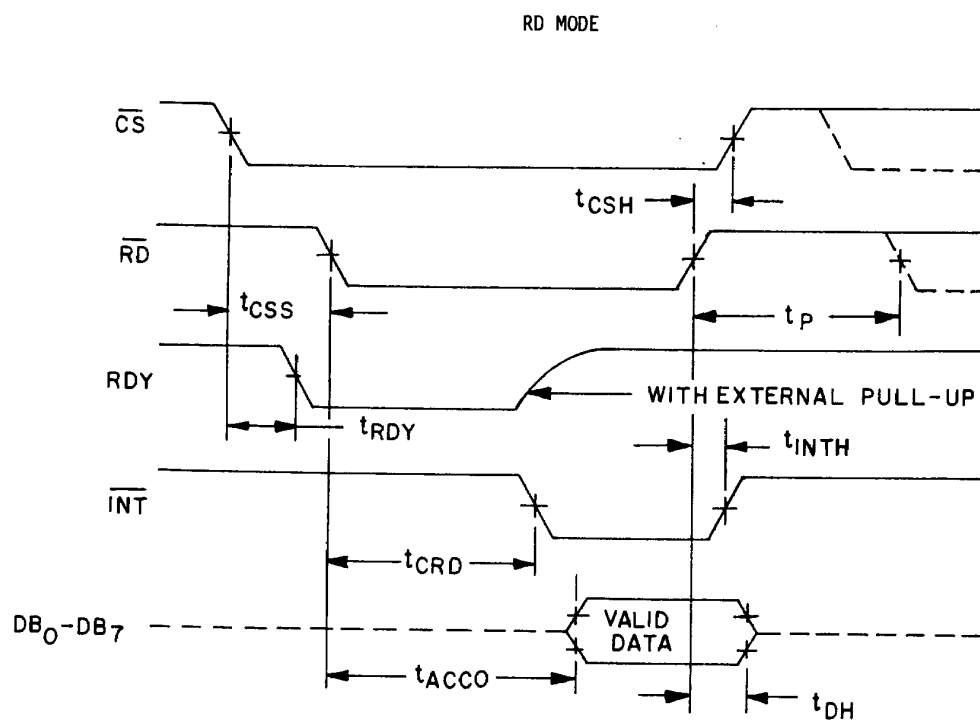 RD MODE
CS
tCSH
RD
tCSS
tP
RDY
WITH EXTERNAL PULL-UP
tRDY
tINTH
INT
tCRD
DB0-DB7
VALID
DATA
tACCO
tDH